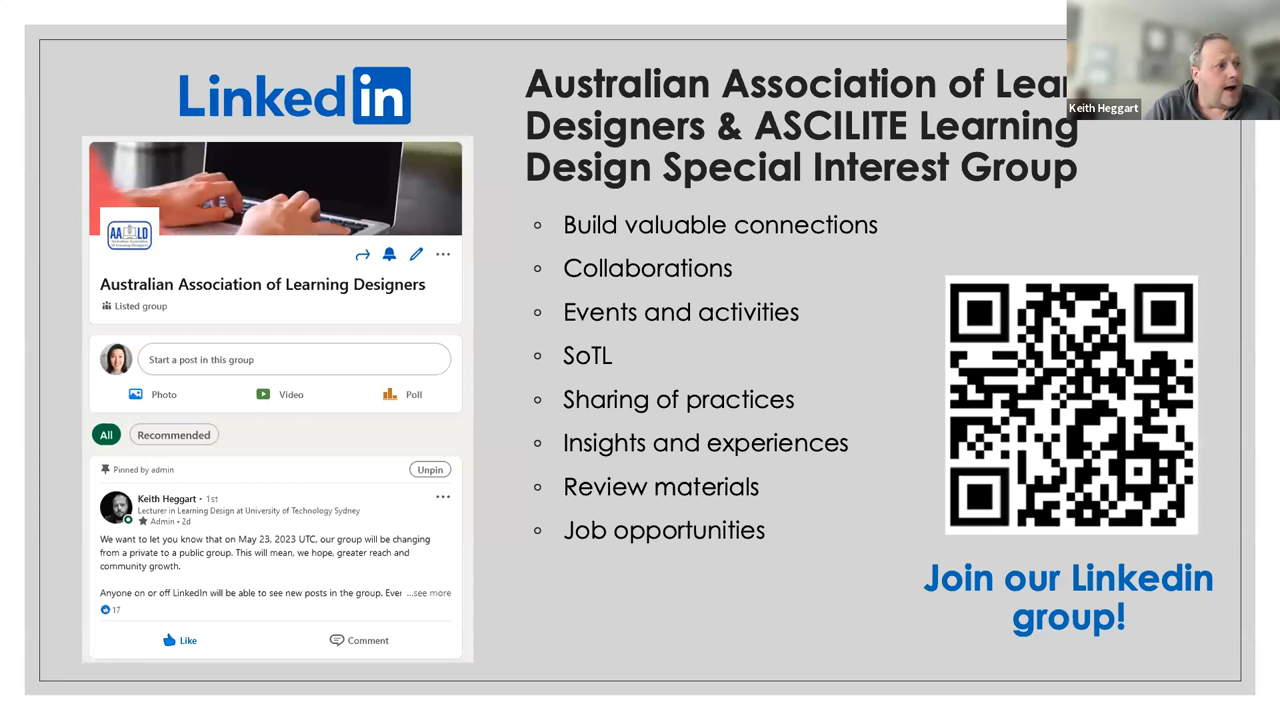 Linked in
Australian Association of Lear
Designers & ASCILITE Learning
Design Special Interest Group
Keith Heggart
AALD
Australian Association of Learning Designers
Listed group
Start a post in this group
Photo
Video
Poll
All
Recommended
Pinned by admin
Unpin
Keith Heggart • 1st
Lecturer in Learning Design at University of Technology Sydney
Admin • 2d
We want to let you know that on May 23, 2023 UTC, our group will be changing
from a private to a public group. This will mean, we hope, greater reach and
community growth.
Anyone on or off LinkedIn will be able to see new posts in the group. Ever ...see more
17
Like
Comment
Build valuable connections
Collaborations
Events and activities
SoTL
Sharing of practices
Insights and experiences
Review materials
Job opportunities
Join our Linkedin
group!